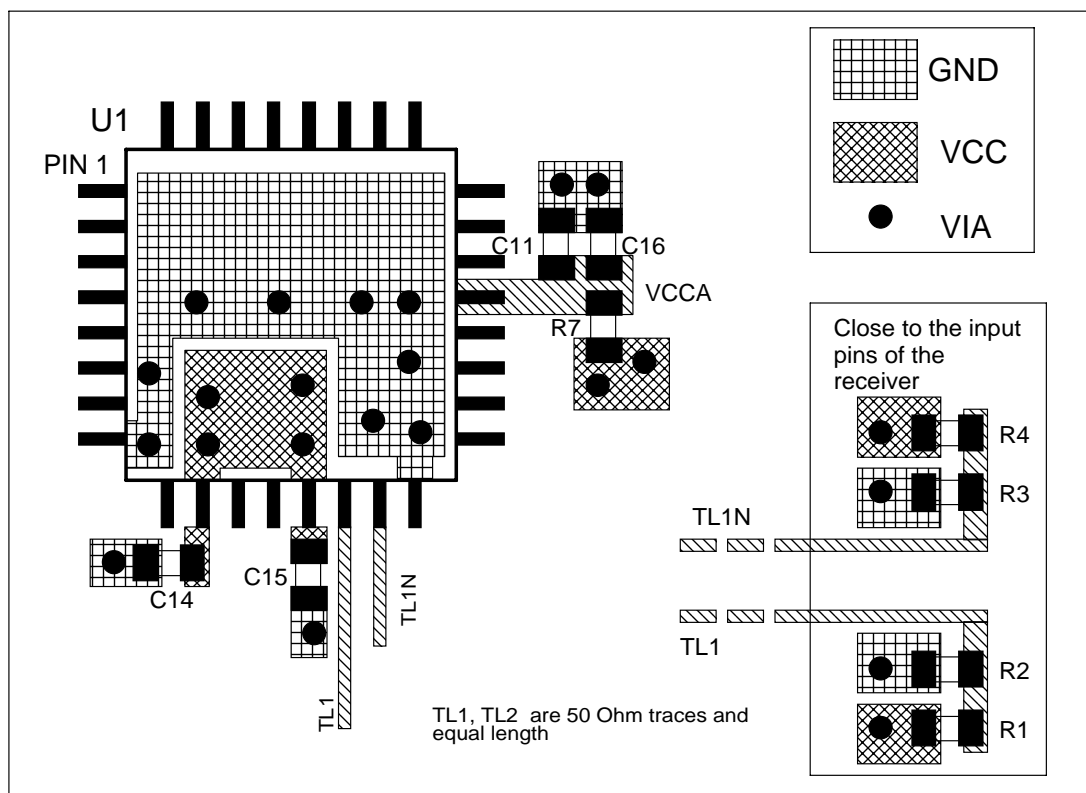 U1
PIN 1
GND
VCC
VIA
C11
C16
VCCA
R7
Close to the input
pins of the
receiver
R4
R3
TL1N
C14
C15
TL1N
TL1
TL1
R2
R1
TL1, TL2 are 50 Ohm traces and
equal length